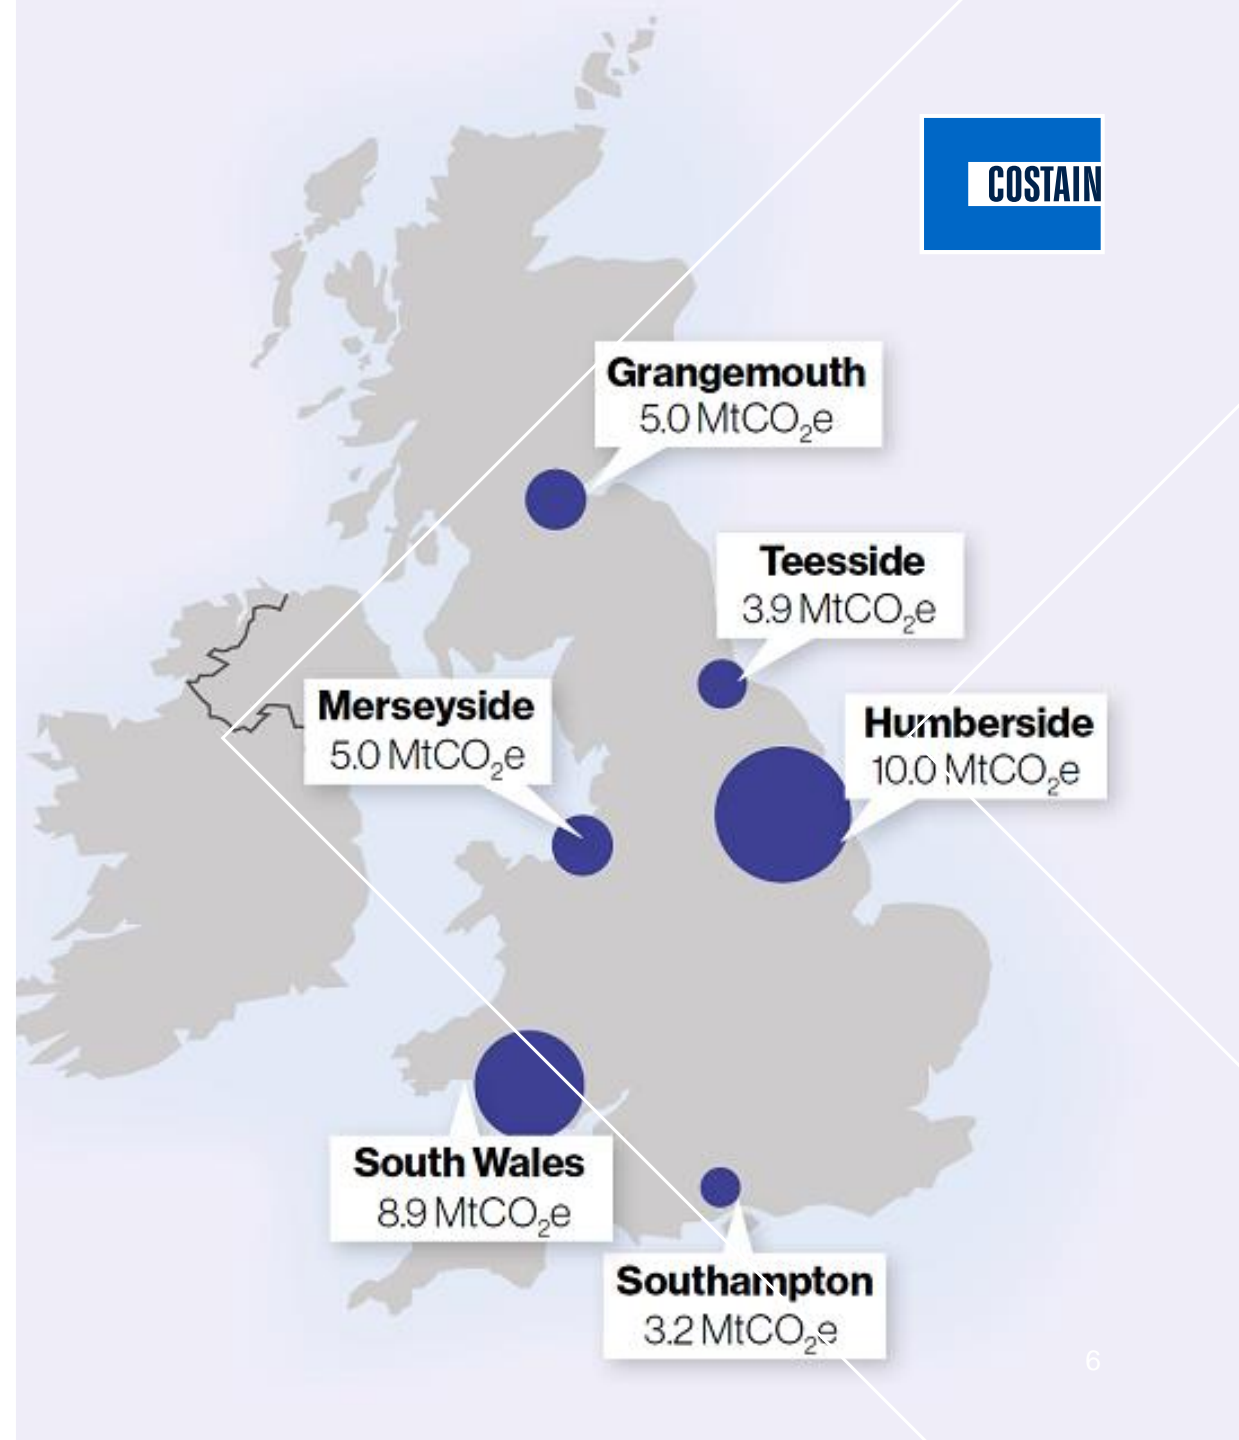 COSTAIN
Grangemouth
5.0 MtCO₂e
Teesside
3.9 MtCO₂e
Merseyside
5.0 MtCO₂e
Humberside
10.0 MtCO₂e
South Wales
8.9 MtCO₂e
Southampton
3.2 MtCO₂e
6